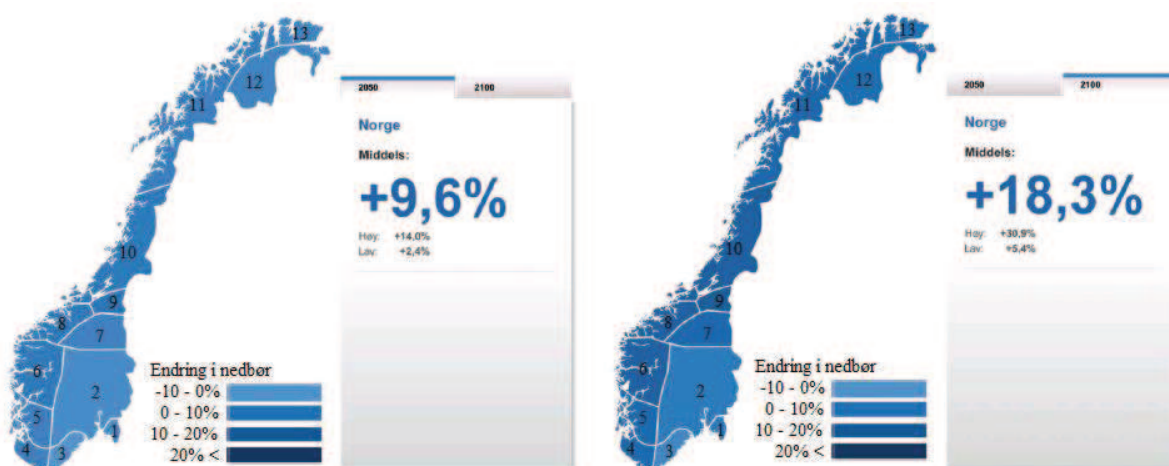 13
12
11
10
9
8
7
6
2
5
1
4
3
2050 2100
Norge
Middels:
+9,6%
Høy: +14,0%
Lav: +2,4%
Endring i nedbør
-10 - 0%
0 - 10%
10 - 20%
20% <
13
12
11
10
9
8
7
6
2
5
1
4
3
2050 2100
Norge
Middels:
+18,3%
Høy: +30,9%
Lav: +5,4%
Endring i nedbør
-10 - 0%
0 - 10%
10 - 20%
20% <